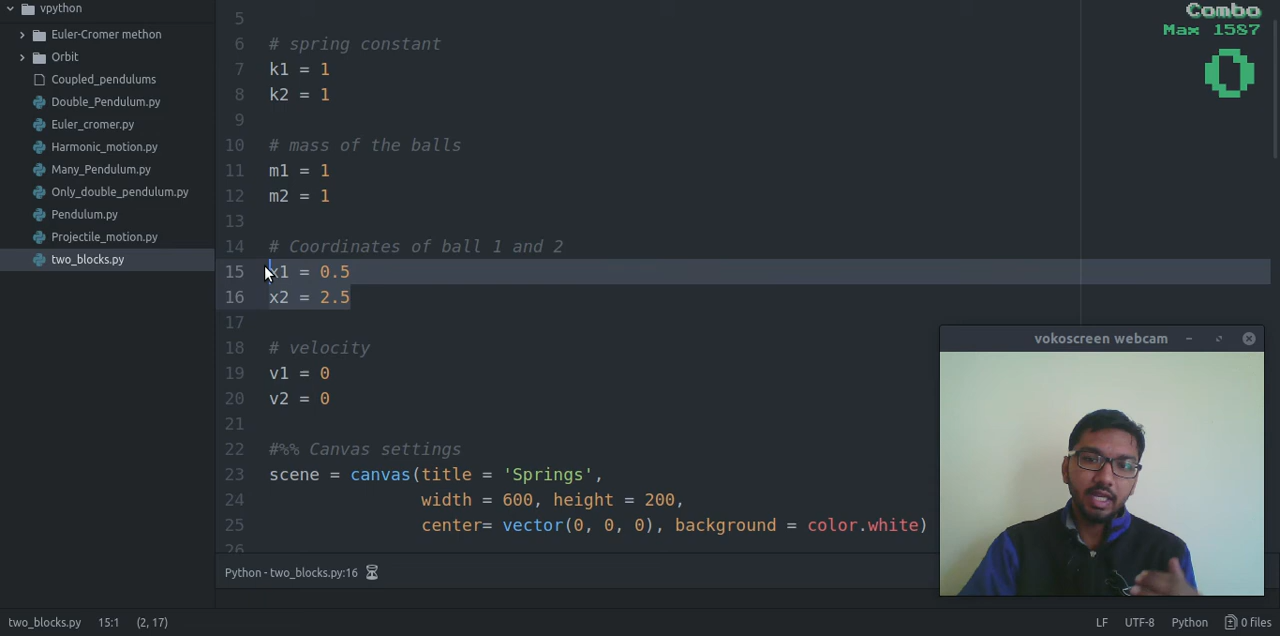 vpython
Euler-Cromer methon
Orbit
Coupled_pendulums
Double_Pendulum.py
Euler_cromer.py
Harmonic_motion.py
Many_Pendulum.py
Only_double_pendulum.py
Pendulum.py
Projectile_motion.py
two_blocks.py
Combo
Max 1587
0
5
6 # spring constant
7 k1 = 1
8 k2 = 1
9
10 # mass of the balls
11 m1 = 1
12 m2 = 1
13
14 # Coordinates of ball 1 and 2
15 x1 = 0.5
16 x2 = 2.5
17
18 # velocity
19 v1 = 0
20 v2 = 0
21
22 #%% Canvas settings
23 scene = canvas(title = 'Springs',
24 width = 600, height = 200,
25 center= vector(0, 0, 0), background = color.white)
26
vokoscreen webcam
Python - two_blocks.py:16
two_blocks.py 15:1 (2, 17) LF UTF-8 Python 0 files